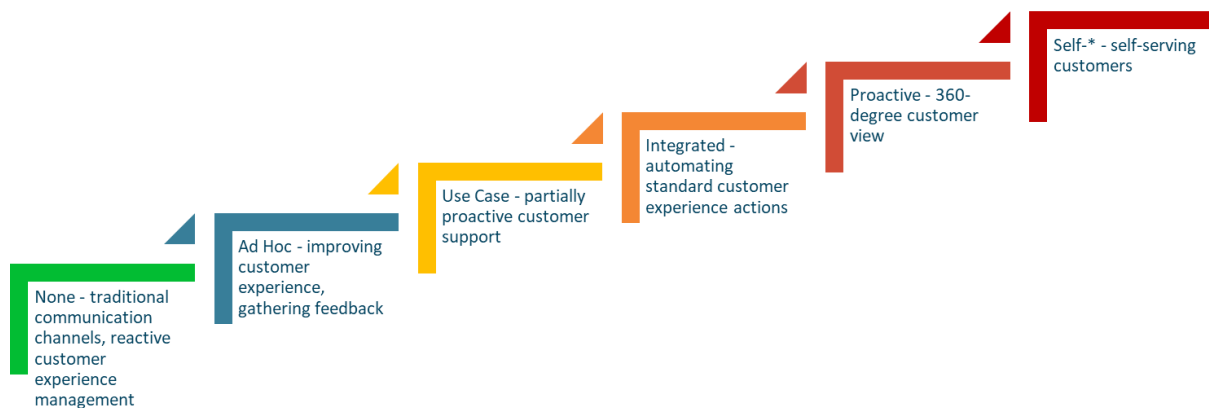 None - traditional
communication
channels, reactive
customer
experience
management
Ad Hoc - improving
customer
experience,
gathering feedback
Use Case - partially
proactive customer
support
Integrated -
automating
standard customer
experience actions
Proactive - 360-
degree customer
view
Self-* - self-serving
customers